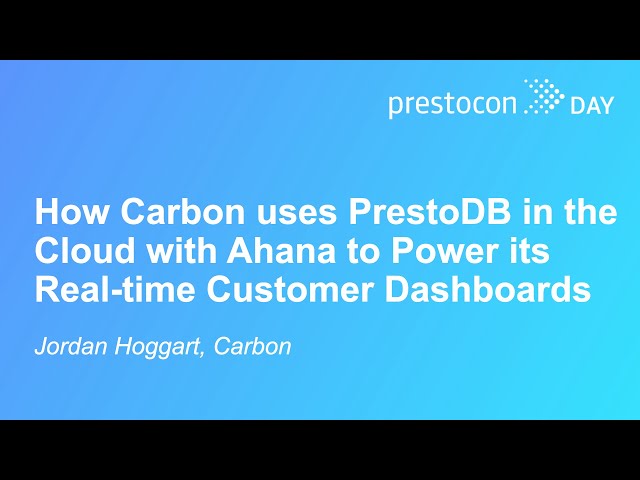 prestocon DAY
How Carbon uses PrestoDB in the
Cloud with Ahana to Power its
Real-time Customer Dashboards
Jordan Hoggart, Carbon